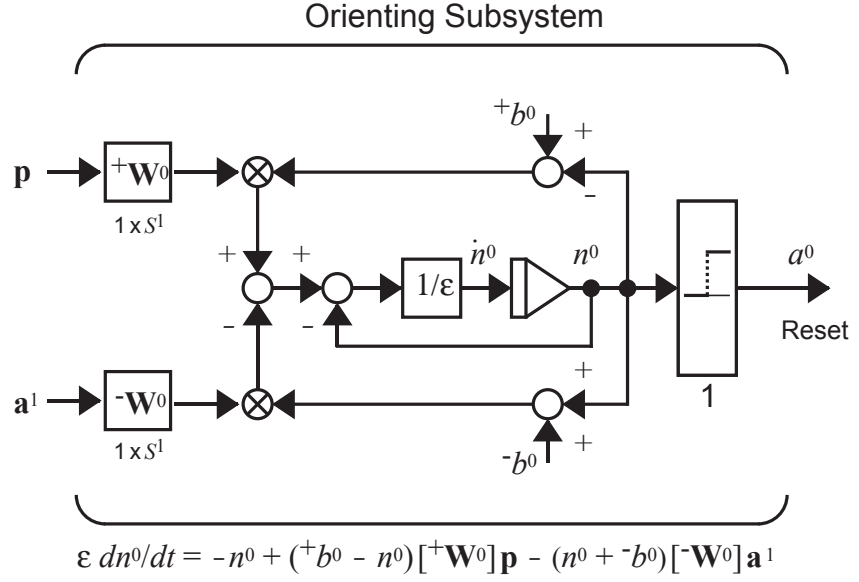 Orienting Subsystem
+b⁰
+
-
p
+W⁰
1 x S¹
+
+
ṅ⁰
n⁰
a⁰
1/ε
-
-
Reset
+
a¹
-W⁰
1
1 x S¹
+
-b⁰
ε dn⁰/dt = -n⁰ + (+b⁰ - n⁰) [+W⁰] p - (n⁰ + -b⁰) [-W⁰] a¹